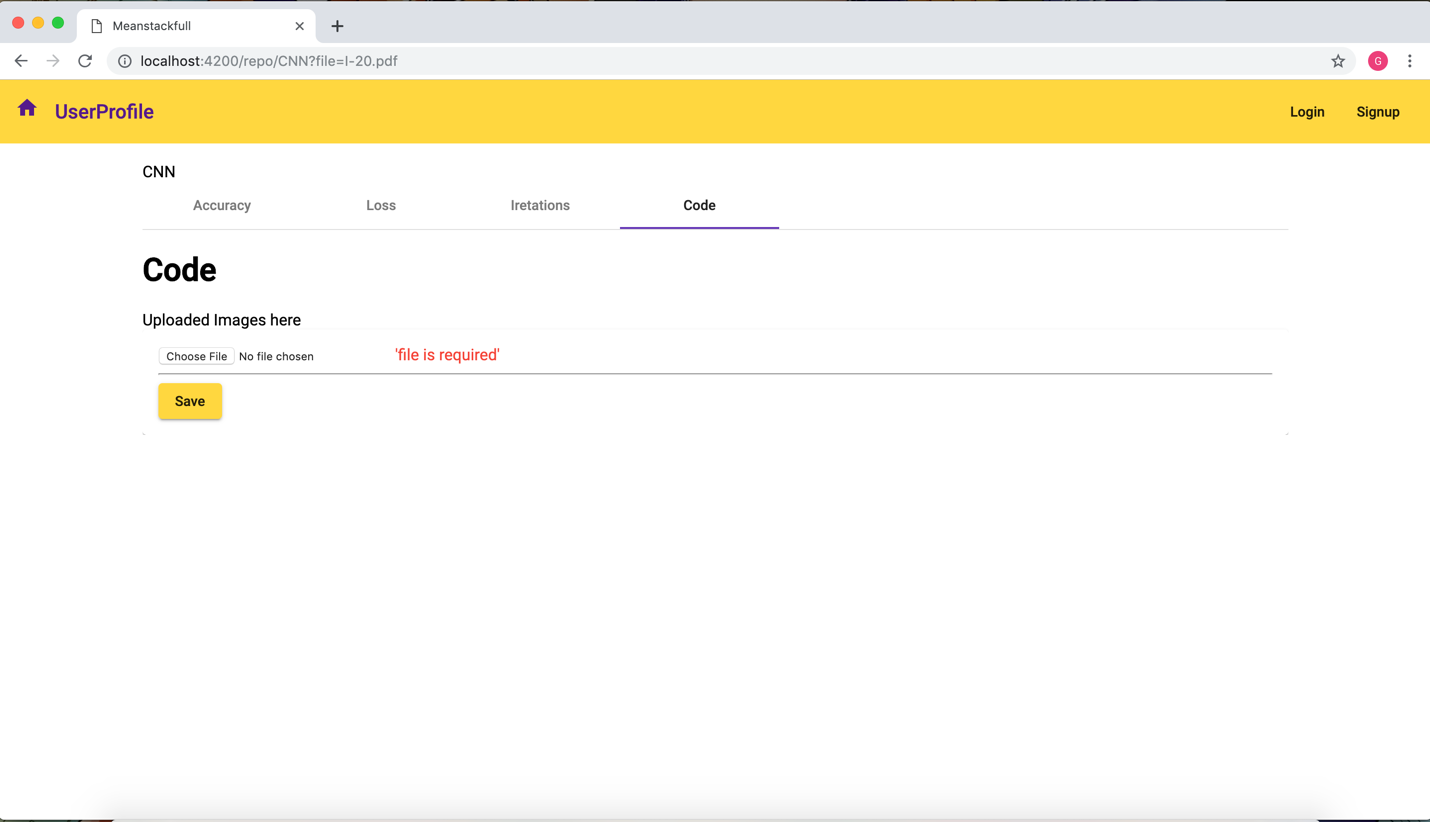 Meanstackfull
localhost:4200/repo/CNN?file=I-20.pdf
G
UserProfile
Login
Signup
CNN
Accuracy
Loss
Iretations
Code
Code
Uploaded Images here
Choose File No file chosen
'file is required'
Save